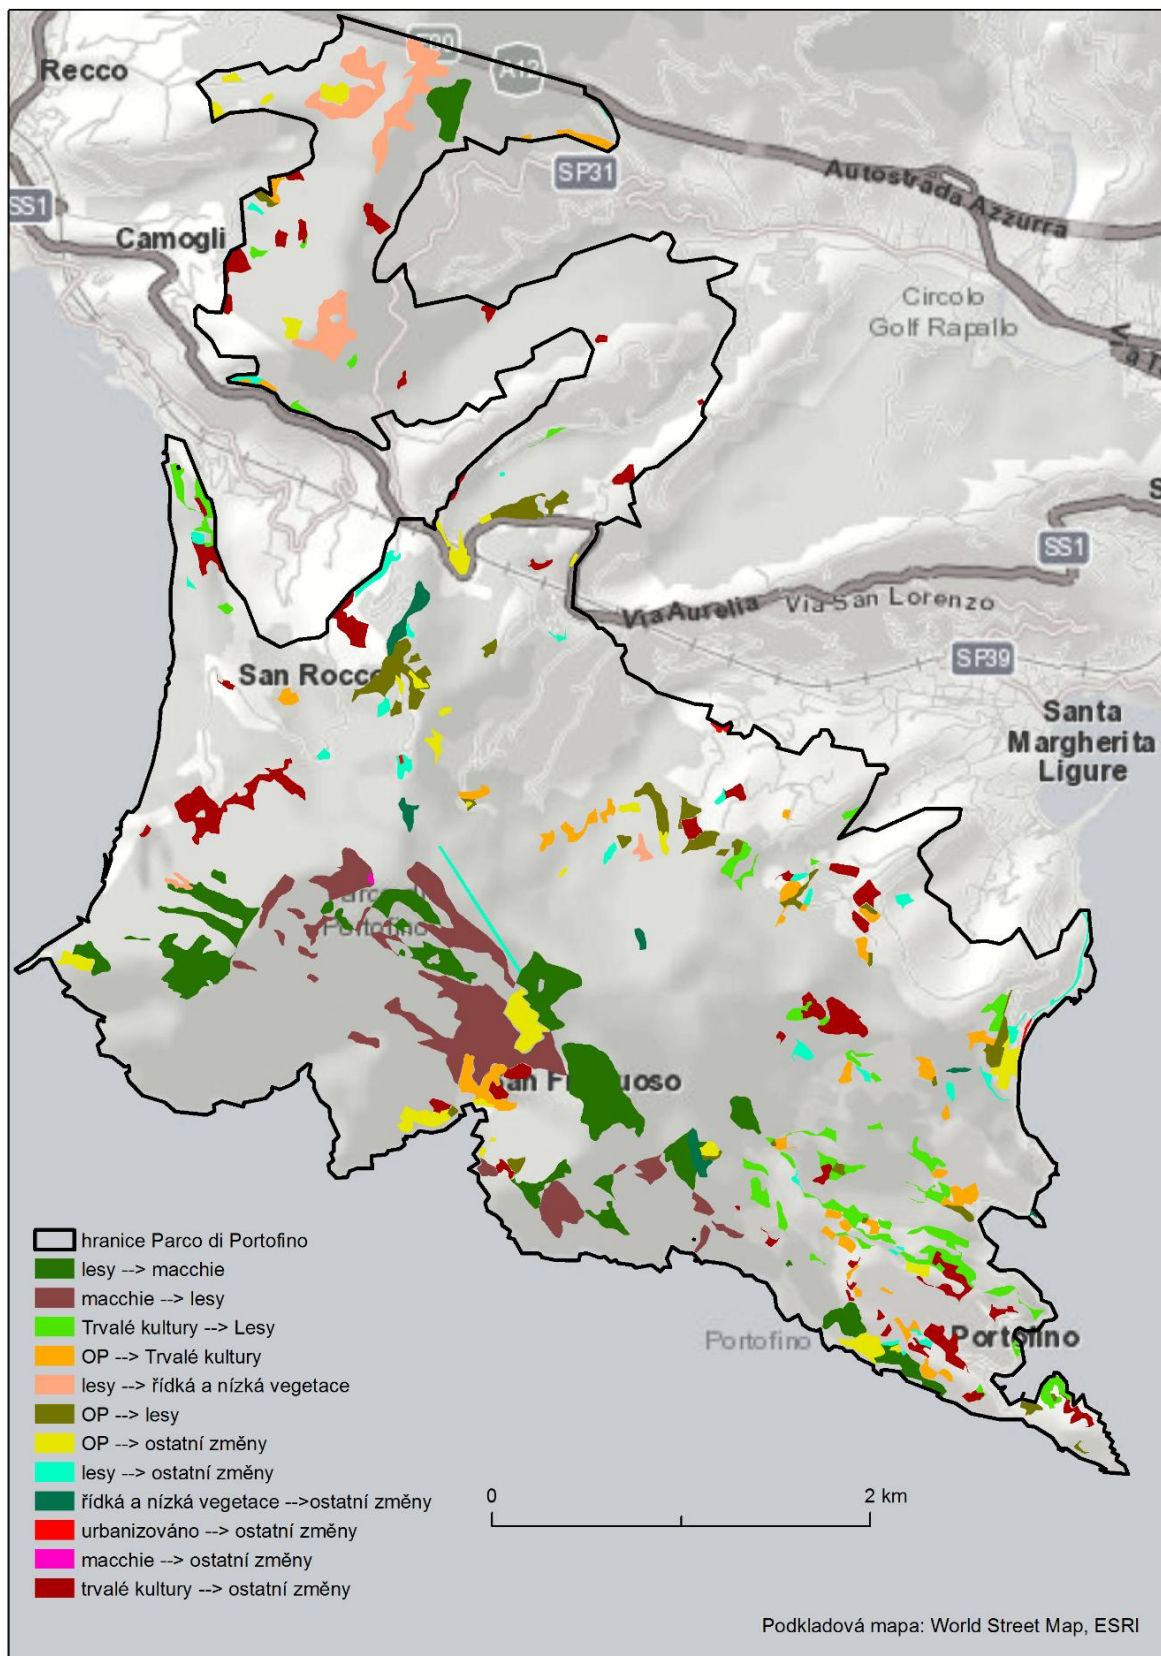 Recco
A12
SP31
Autostrada Azzurra
SS1
Camogli
Circolo
Golf Rapallo
SS1
Via Aurelia
Via San Lorenzo
SP39
San Rocco
Santa
Margherita
Ligure
Portofino
hranice Parco di Portofino
lesy --> macchie
macchie --> lesy
Trvalé kultury --> Lesy
OP --> Trvalé kultury
lesy --> řídká a nízká vegetace
OP --> lesy
OP --> ostatní změny
lesy --> ostatní změny
řídká a nízká vegetace -->ostatní změny
urbanizováno --> ostatní změny
macchie --> ostatní změny
trvalé kultury --> ostatní změny
Portofino
Portofino
0
2 km
Podkladová mapa: World Street Map, ESRI